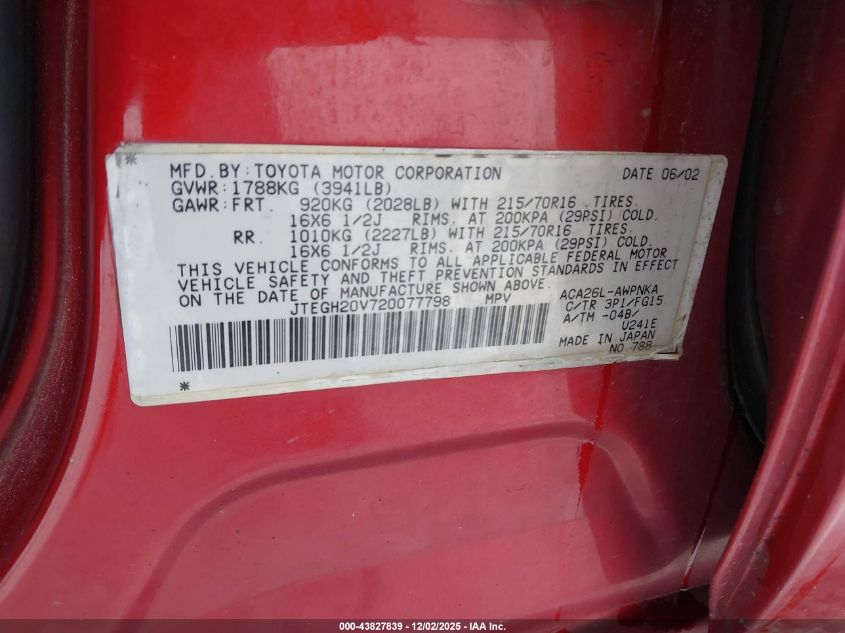 MFD. BY: TOYOTA MOTOR CORPORATION DATE 06/02
GVWR: 1788KG (3941LB)
GAWR: FRT. 920KG (2028LB) WITH 215/70R16 TIRES.
16X6 1/2J RIMS. AT 200KPA (29PSI) COLD.
RR. 1010KG (2227LB) WITH 215/70R16 TIRES.
16X6 1/2J RIMS. AT 200KPA (29PSI) COLD.
THIS VEHICLE CONFORMS TO ALL APPLICABLE FEDERAL MOTOR
VEHICLE SAFETY AND THEFT PREVENTION STANDARDS IN EFFECT
ON THE DATE OF MANUFACTURE SHOWN ABOVE.
JTEGH20V720077798 MPV
ACA26L-AWPNKA
C/TR 3P1/FG15
A/TM -04B/
U241E
MADE IN JAPAN
NO 788
000-43827839 - 12/02/2025 - IAA Inc.